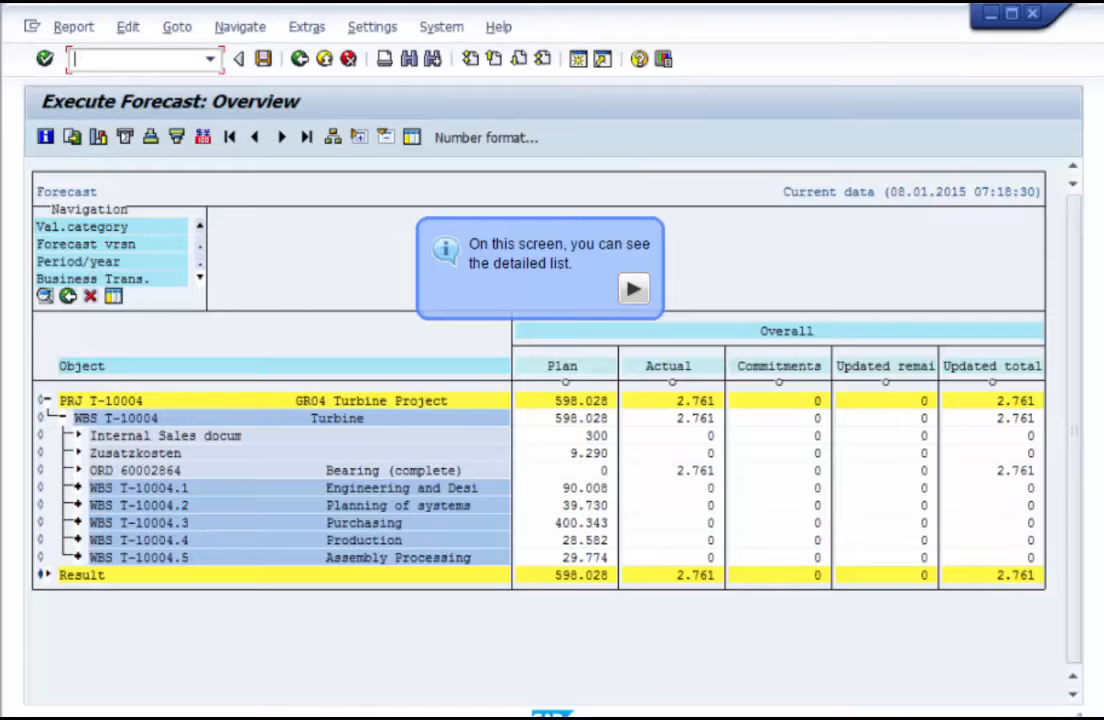 Report Edit Goto Navigate Extras Settings System Help
Execute Forecast: Overview
Number format...
Forecast Current data (08.01.2015 07:18:30)
Navigation
Val.category
Forecast vrsn
Period/year
Business Trans.
On this screen, you can see
the detailed list.
Overall
Object Plan Actual Commitments Updated remai Updated total
PRJ T-10004 GR04 Turbine Project 598.028 2.761 0 0 2.761
WBS T-10004 Turbine 598.028 2.761 0 0 2.761
Internal Sales docum 300 0 0 0 0
Zusatzkosten 9.290 0 0 0 0
ORD 60002864 Bearing (complete) 0 2.761 0 0 2.761
WBS T-10004.1 Engineering and Desi 90.008 0 0 0 0
WBS T-10004.2 Planning of systems 39.730 0 0 0 0
WBS T-10004.3 Purchasing 400.343 0 0 0 0
WBS T-10004.4 Production 28.582 0 0 0 0
WBS T-10004.5 Assembly Processing 29.774 0 0 0 0
Result 598.028 2.761 0 0 2.761